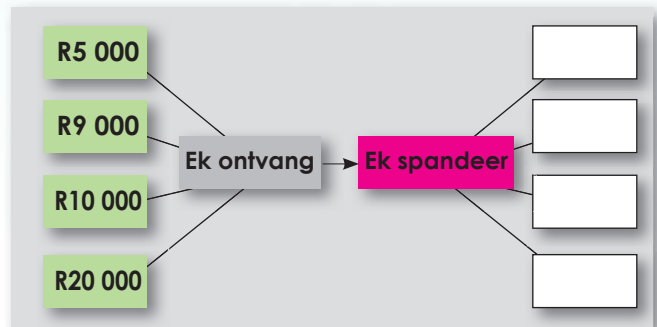 R5 000
R9 000
R10 000
R20 000
Ek ontvang
Ek spandeer